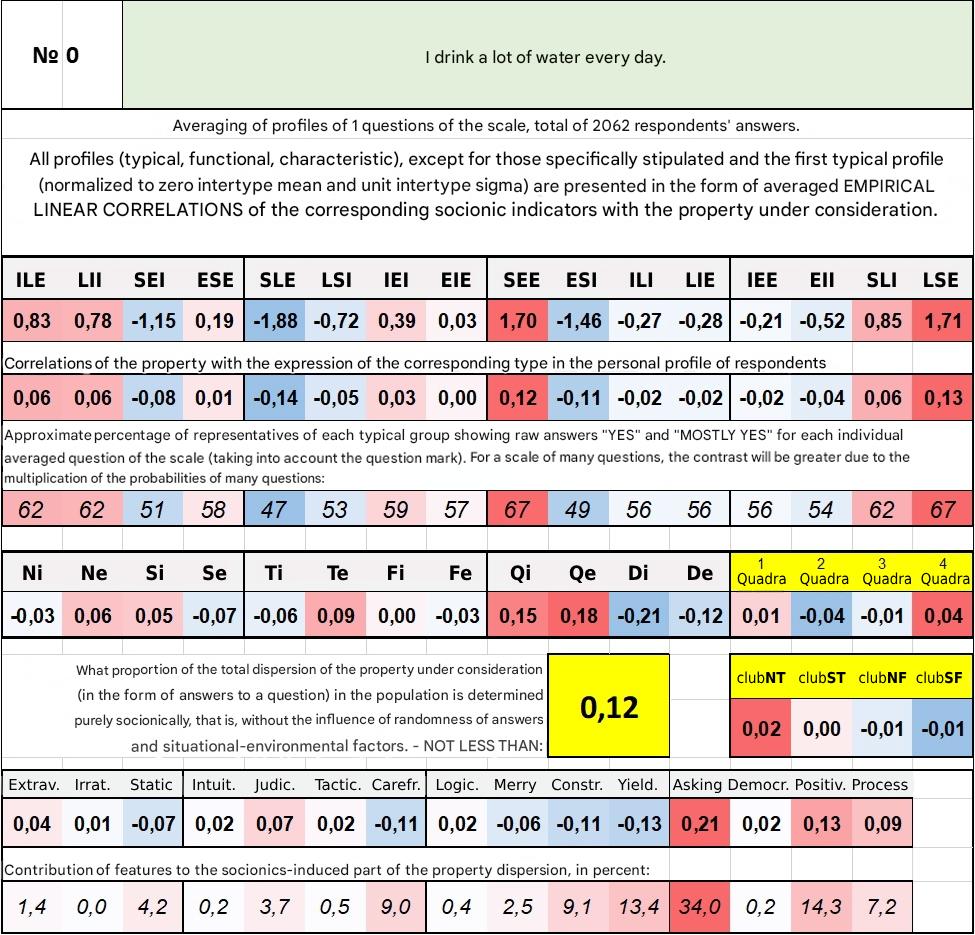 № 0
I drink a lot of water every day.
Averaging of profiles of 1 questions of the scale, total of 2062 respondents' answers.
All profiles (typical, functional, characteristic), except for those specifically stipulated and the first typical profile
(normalized to zero intertype mean and unit intertype sigma) are presented in the form of averaged EMPIRICAL
LINEAR CORRELATIONS of the corresponding socionic indicators with the property under consideration.
ILE LII SEI ESE SLE LSI IEI EIE SEE ESI ILI LIE IEE EII SLI LSE
0,83 0,78 -1,15 0,19 -1,88 -0,72 0,39 0,03 1,70 -1,46 -0,27 -0,28 -0,21 -0,52 0,85 1,71
Correlations of the property with the expression of the corresponding type in the personal profile of respondents
0,06 0,06 -0,08 0,01 -0,14 -0,05 0,03 0,00 0,12 -0,11 -0,02 -0,02 -0,02 -0,04 0,06 0,13
Approximate percentage of representatives of each typical group showing raw answers "YES" and "MOSTLY YES" for each individual
averaged question of the scale (taking into account the question mark). For a scale of many questions, the contrast will be greater due to the
multiplication of the probabilities of many questions:
62 62 51 58 47 53 59 57 67 49 56 56 56 54 62 67
Ni Ne Si Se Ti Te Fi Fe Qi Qe Di De 1 Quadra 2 Quadra 3 Quadra 4 Quadra
-0,03 0,06 0,05 -0,07 -0,06 0,09 0,00 -0,03 0,15 0,18 -0,21 -0,12 0,01 -0,04 -0,01 0,04
What proportion of the total dispersion of the property under consideration
(in the form of answers to a question) in the population is determined
purely socionically, that is, without the influence of randomness of answers
and situational-environmental factors. - NOT LESS THAN:
0,12
clubNT clubST clubNF clubSF
0,02 0,00 -0,01 -0,01
Extrav. Irrat. Static Intuit. Judic. Tactic. Carefr. Logic. Merry Constr. Yield. Asking Democr. Positiv. Process
0,04 0,01 -0,07 0,02 0,07 0,02 -0,11 0,02 -0,06 -0,11 -0,13 0,21 0,02 0,13 0,09
Contribution of features to the socionics-induced part of the property dispersion, in percent:
1,4 0,0 4,2 0,2 3,7 0,5 9,0 0,4 2,5 9,1 13,4 34,0 0,2 14,3 7,2